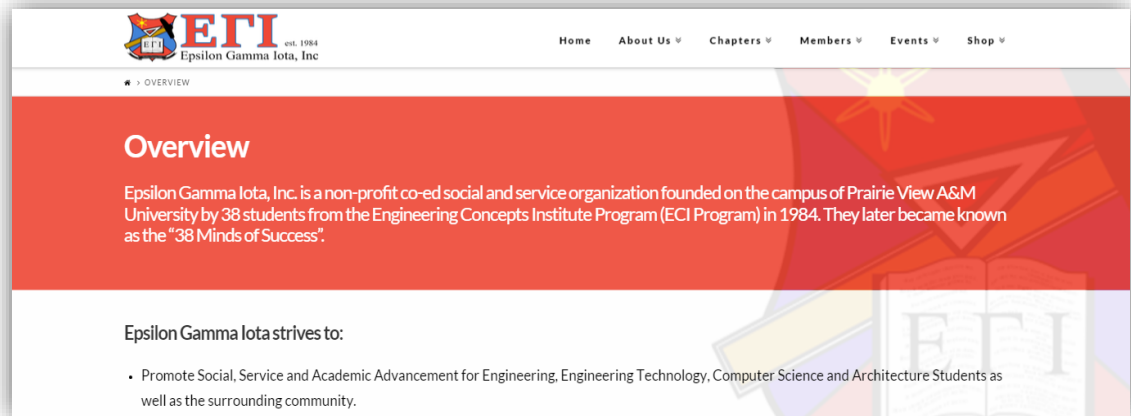 ΕΓΙ
ΕΓΙ est. 1984
Epsilon Gamma Iota, Inc
Home About Us Chapters Members Events Shop
> OVERVIEW
Overview
Epsilon Gamma Iota, Inc. is a non-profit co-ed social and service organization founded on the campus of Prairie View A&M
University by 38 students from the Engineering Concepts Institute Program (ECI Program) in 1984. They later became known
as the “38 Minds of Success”.
Epsilon Gamma Iota strives to:
• Promote Social, Service and Academic Advancement for Engineering, Engineering Technology, Computer Science and Architecture Students as
well as the surrounding community.
ΕΓΙ